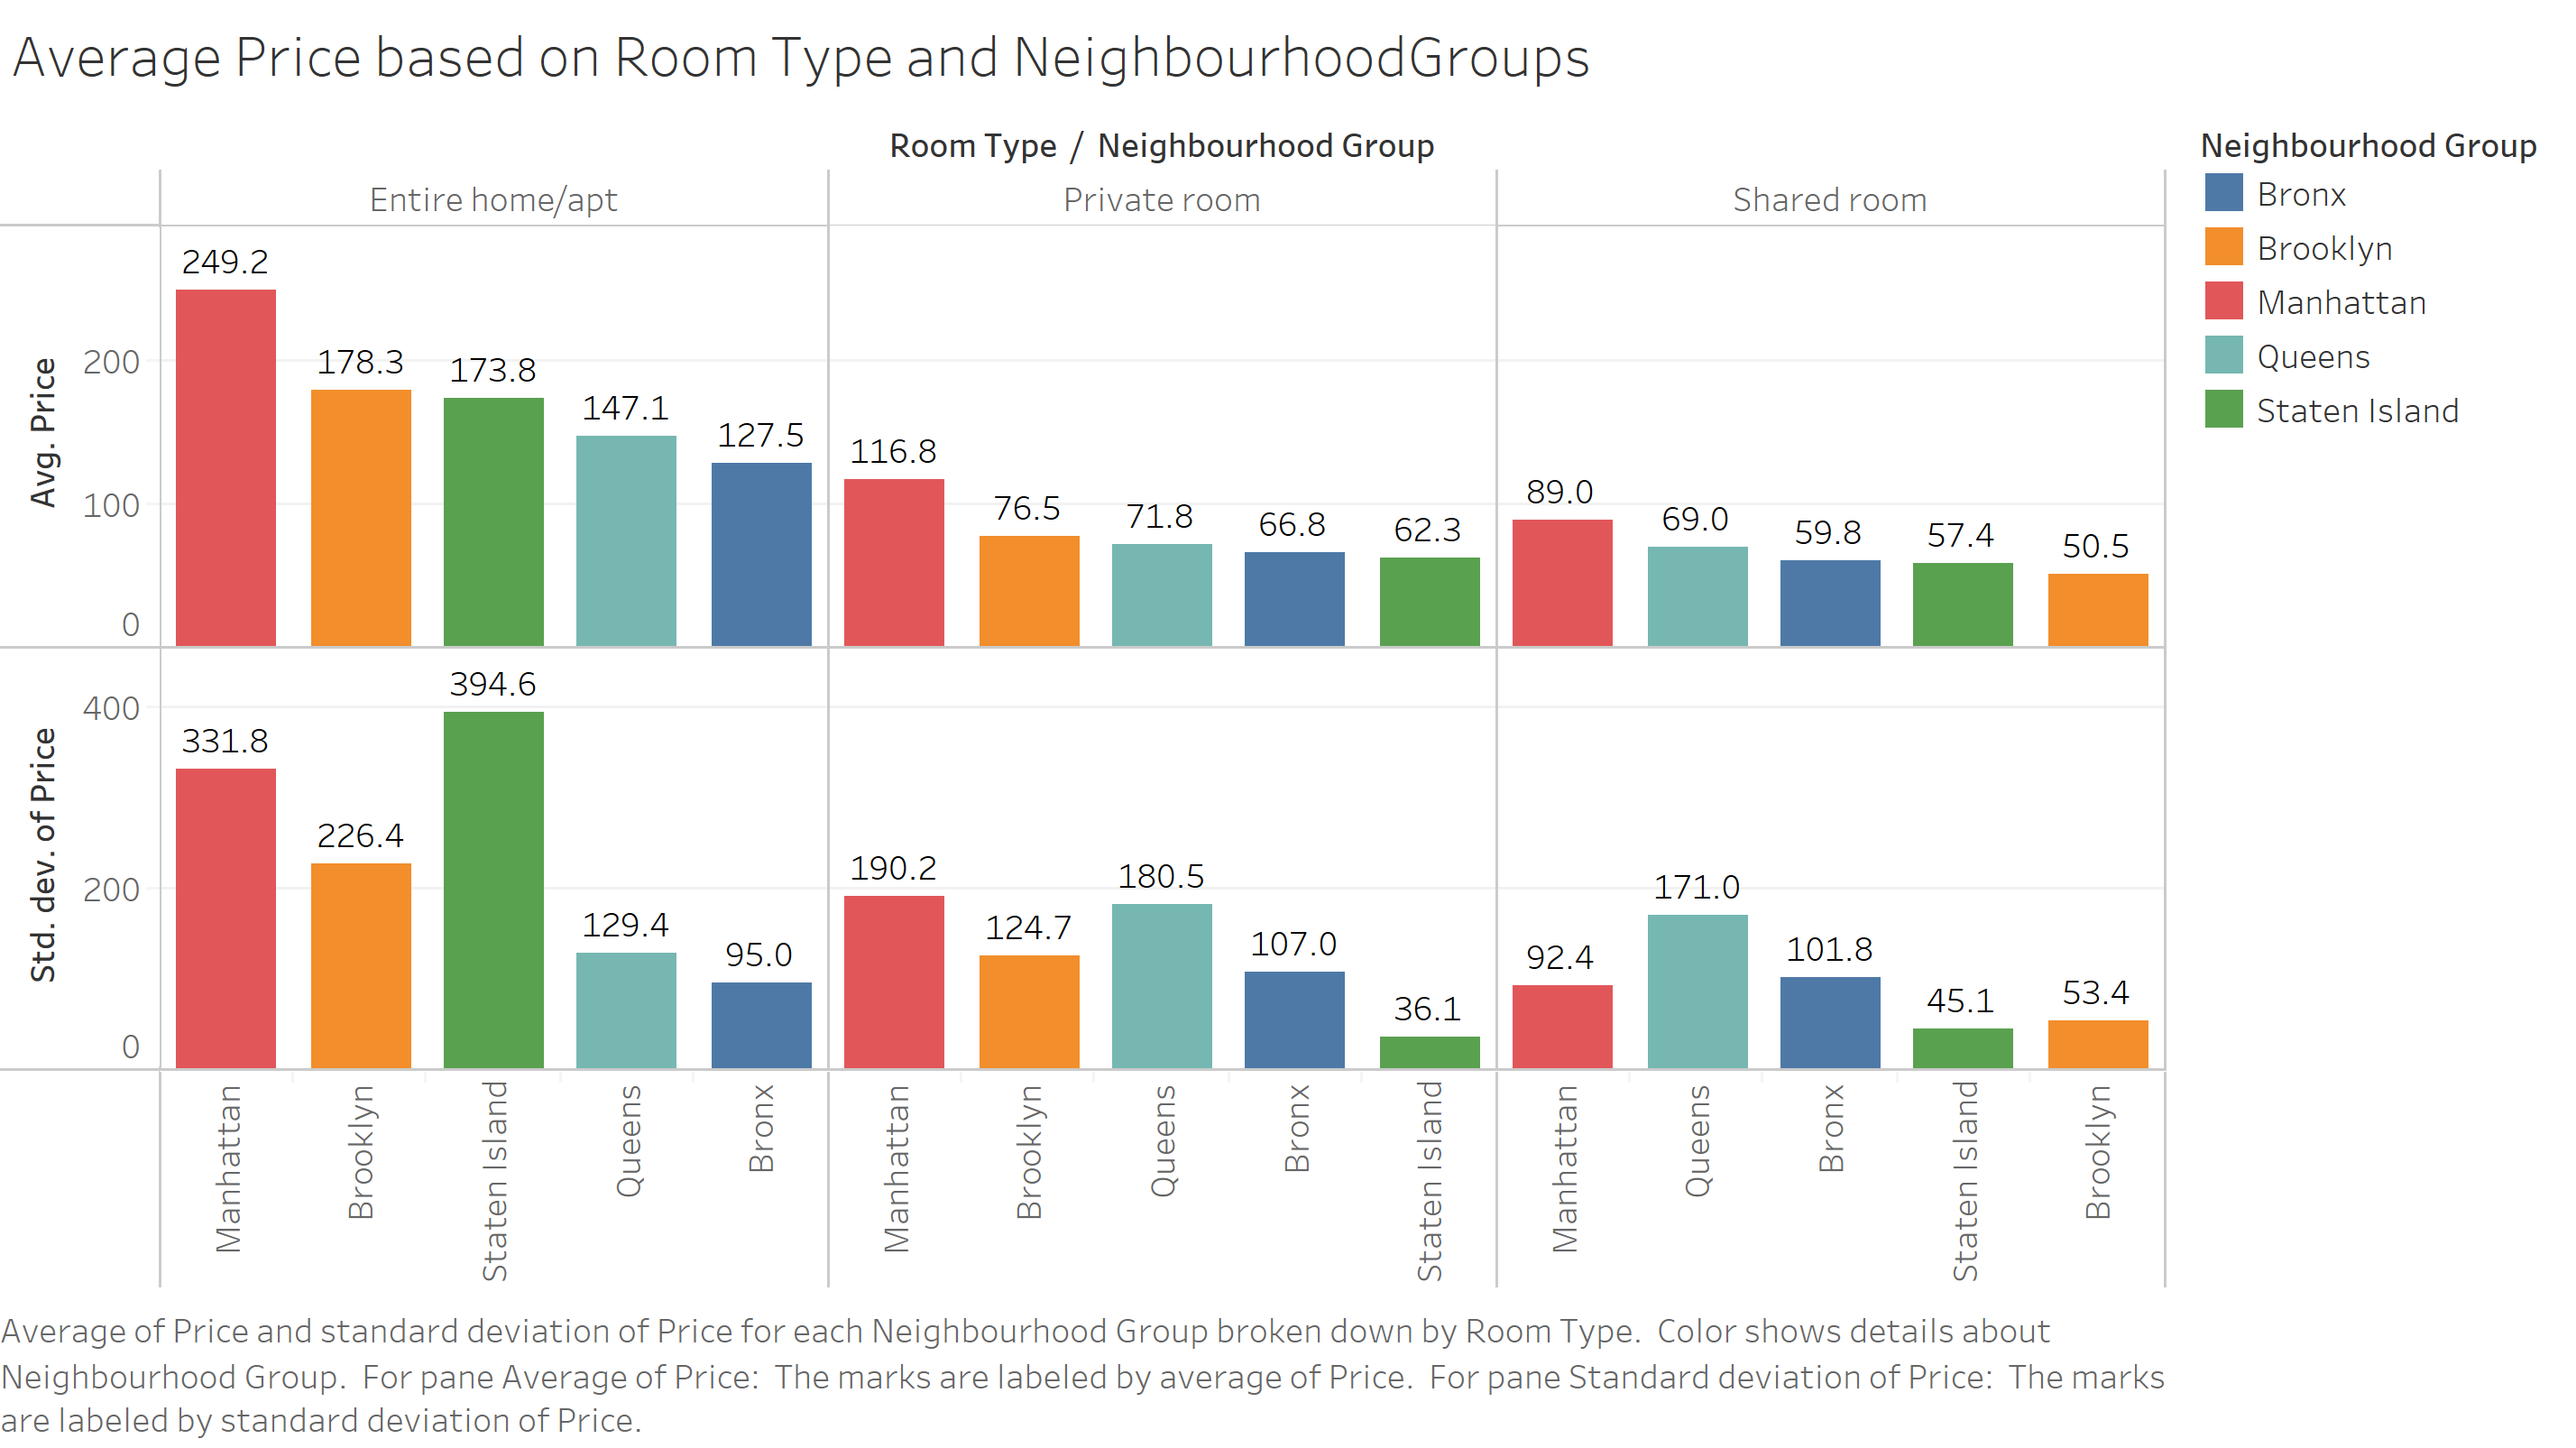 Average Price based on Room Type and NeighbourhoodGroups
Room Type / Neighbourhood Group
Entire home/apt Private room Shared room
Avg. Price
200
100
0
249.2 178.3 173.8 147.1 127.5
116.8 76.5 71.8 66.8 62.3
89.0 69.0 59.8 57.4 50.5
Std. dev. of Price
400
200
0
331.8 226.4 394.6 129.4 95.0
190.2 124.7 180.5 107.0 36.1
92.4 171.0 101.8 45.1 53.4
Manhattan Brooklyn Staten Island Queens Bronx
Manhattan Brooklyn Queens Bronx Staten Island
Manhattan Queens Bronx Staten Island Brooklyn
Neighbourhood Group
Bronx
Brooklyn
Manhattan
Queens
Staten Island
Average of Price and standard deviation of Price for each Neighbourhood Group broken down by Room Type.  Color shows details about
Neighbourhood Group.  For pane Average of Price:  The marks are labeled by average of Price.  For pane Standard deviation of Price:  The marks
are labeled by standard deviation of Price.